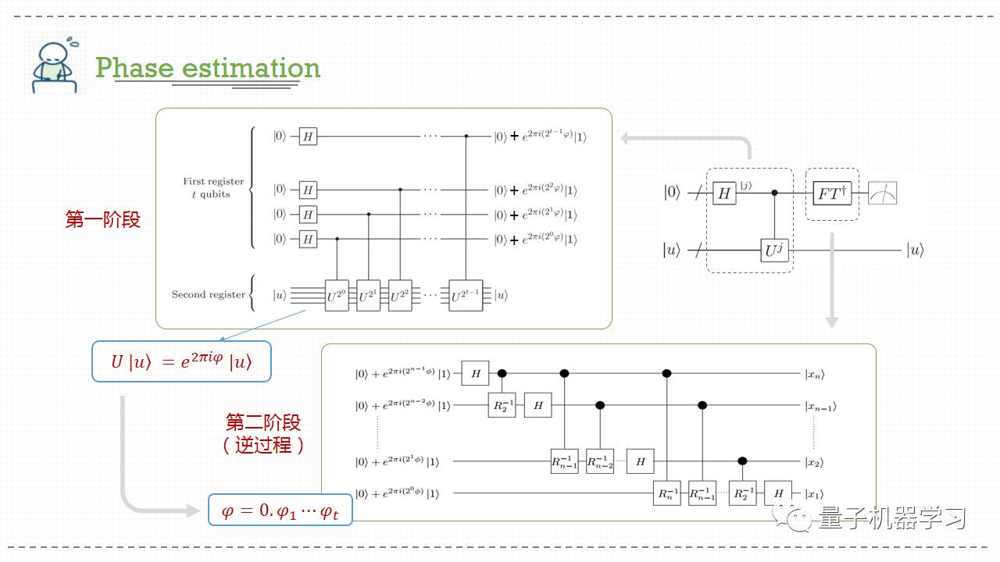 Phase estimation
第一阶段
First register
t qubits
|0⟩ H ··· |0⟩ + e^{2πi(2^{t−1}φ)}|1⟩
|0⟩ H ··· |0⟩ + e^{2πi(2^2φ)}|1⟩
|0⟩ H ··· |0⟩ + e^{2πi(2^1φ)}|1⟩
|0⟩ H ··· |0⟩ + e^{2πi(2^0φ)}|1⟩
Second register |u⟩ U^{2^0} U^{2^1} U^{2^2} ··· U^{2^{t−1}} |u⟩
|0⟩ H |j⟩ FT†
|u⟩ U^j |u⟩
U |u⟩ = e^{2πiφ} |u⟩
第二阶段
（逆过程）
|0⟩ + e^{2πi(2^{n−1}ϕ)} |1⟩ H |x_n⟩
|0⟩ + e^{2πi(2^{n−2}ϕ)} |1⟩ R_2^{−1} H |x_{n−1}⟩
|0⟩ + e^{2πi(2^1ϕ)} |1⟩ R_{n−1}^{−1} R_{n−2}^{−1} ··· H |x_2⟩
|0⟩ + e^{2πi(2^0ϕ)} |1⟩ R_n^{−1} R_{n−1}^{−1} ··· R_2^{−1} H |x_1⟩
φ = 0. φ_1 ⋯ φ_t
量子机器学习